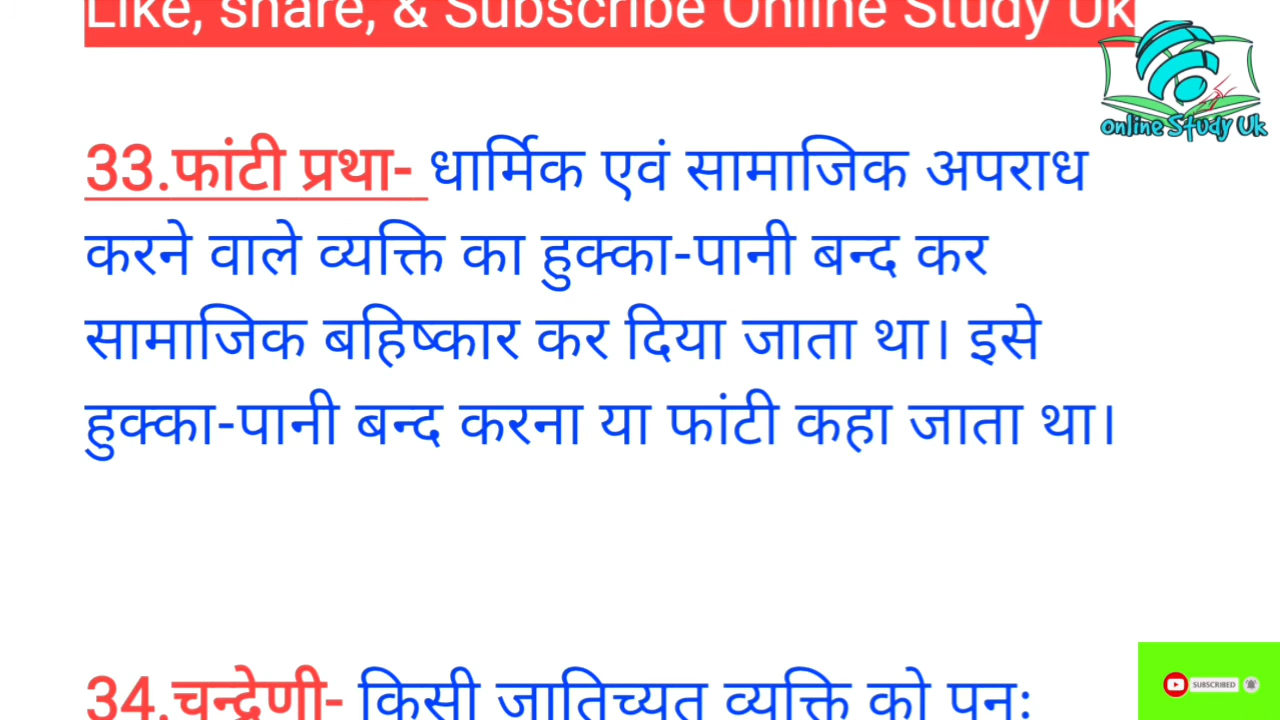 Like, share, & Subscribe Online Study Uk
Online Study Uk
33.फांटी प्रथा- धार्मिक एवं सामाजिक अपराध
करने वाले व्यक्ति का हुक्का-पानी बन्द कर
सामाजिक बहिष्कार कर दिया जाता था। इसे
हुक्का-पानी बन्द करना या फांटी कहा जाता था।
34.चन्द्रेणी- किसी जातिच्युत व्यक्ति को पुनः
SUBSCRIBED